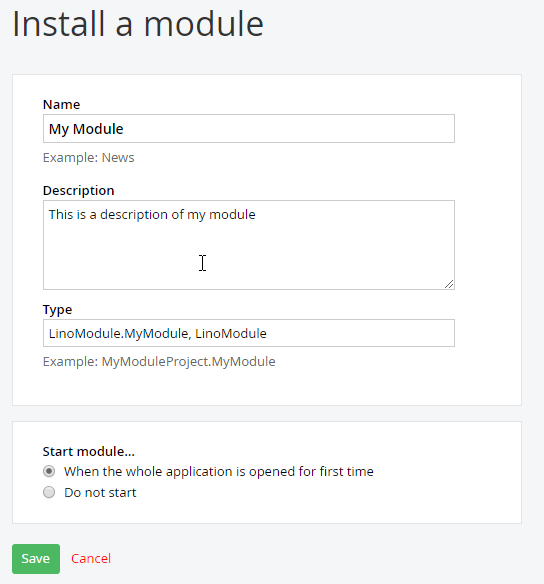 Install a module
Name
My Module
Example: News
Description
This is a description of my module
Type
LinoModule.MyModule, LinoModule
Example: MyModuleProject.MyModule
Start module...
When the whole application is opened for first time
Do not start
Save Cancel